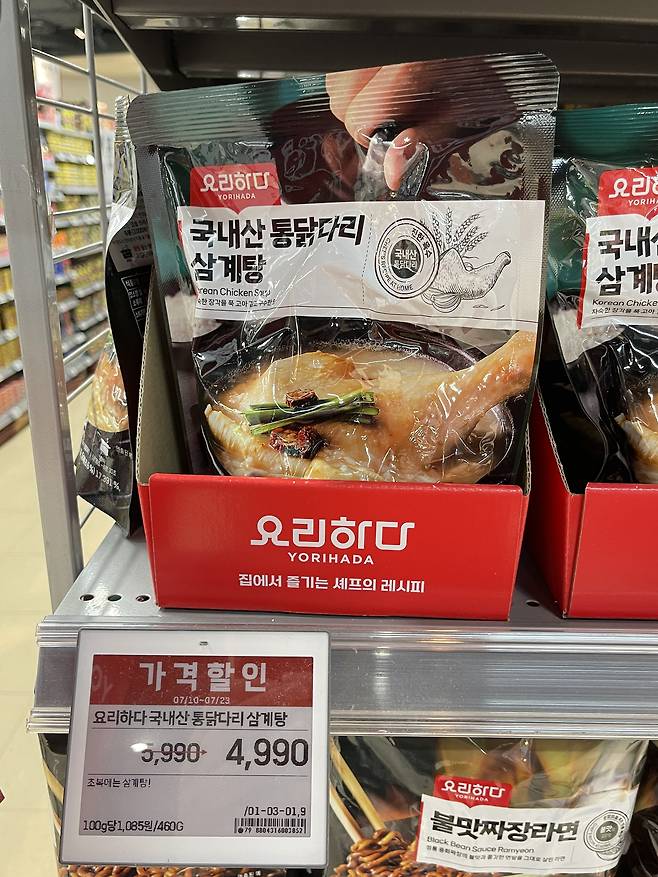 요리하다
YORIHADA
국내산 통닭다리
삼계탕
Korean Chicken Soup
진한 육수
국내산
통닭다리
요리하다
YORIHADA
국내산
삼계탕
Korean Chicken
요리하다
YORIHADA
집에서 즐기는 셰프의 레시피
가격할인
07/10~07/23
요리하다 국내산 통닭다리 삼계탕
5,990 4,990
초복에는 삼계탕!
/01-03-01,9
100g당1,085원/460G
요리하다
YORIHADA
불맛짜장라면
Black Bean Sauce Ramyeon